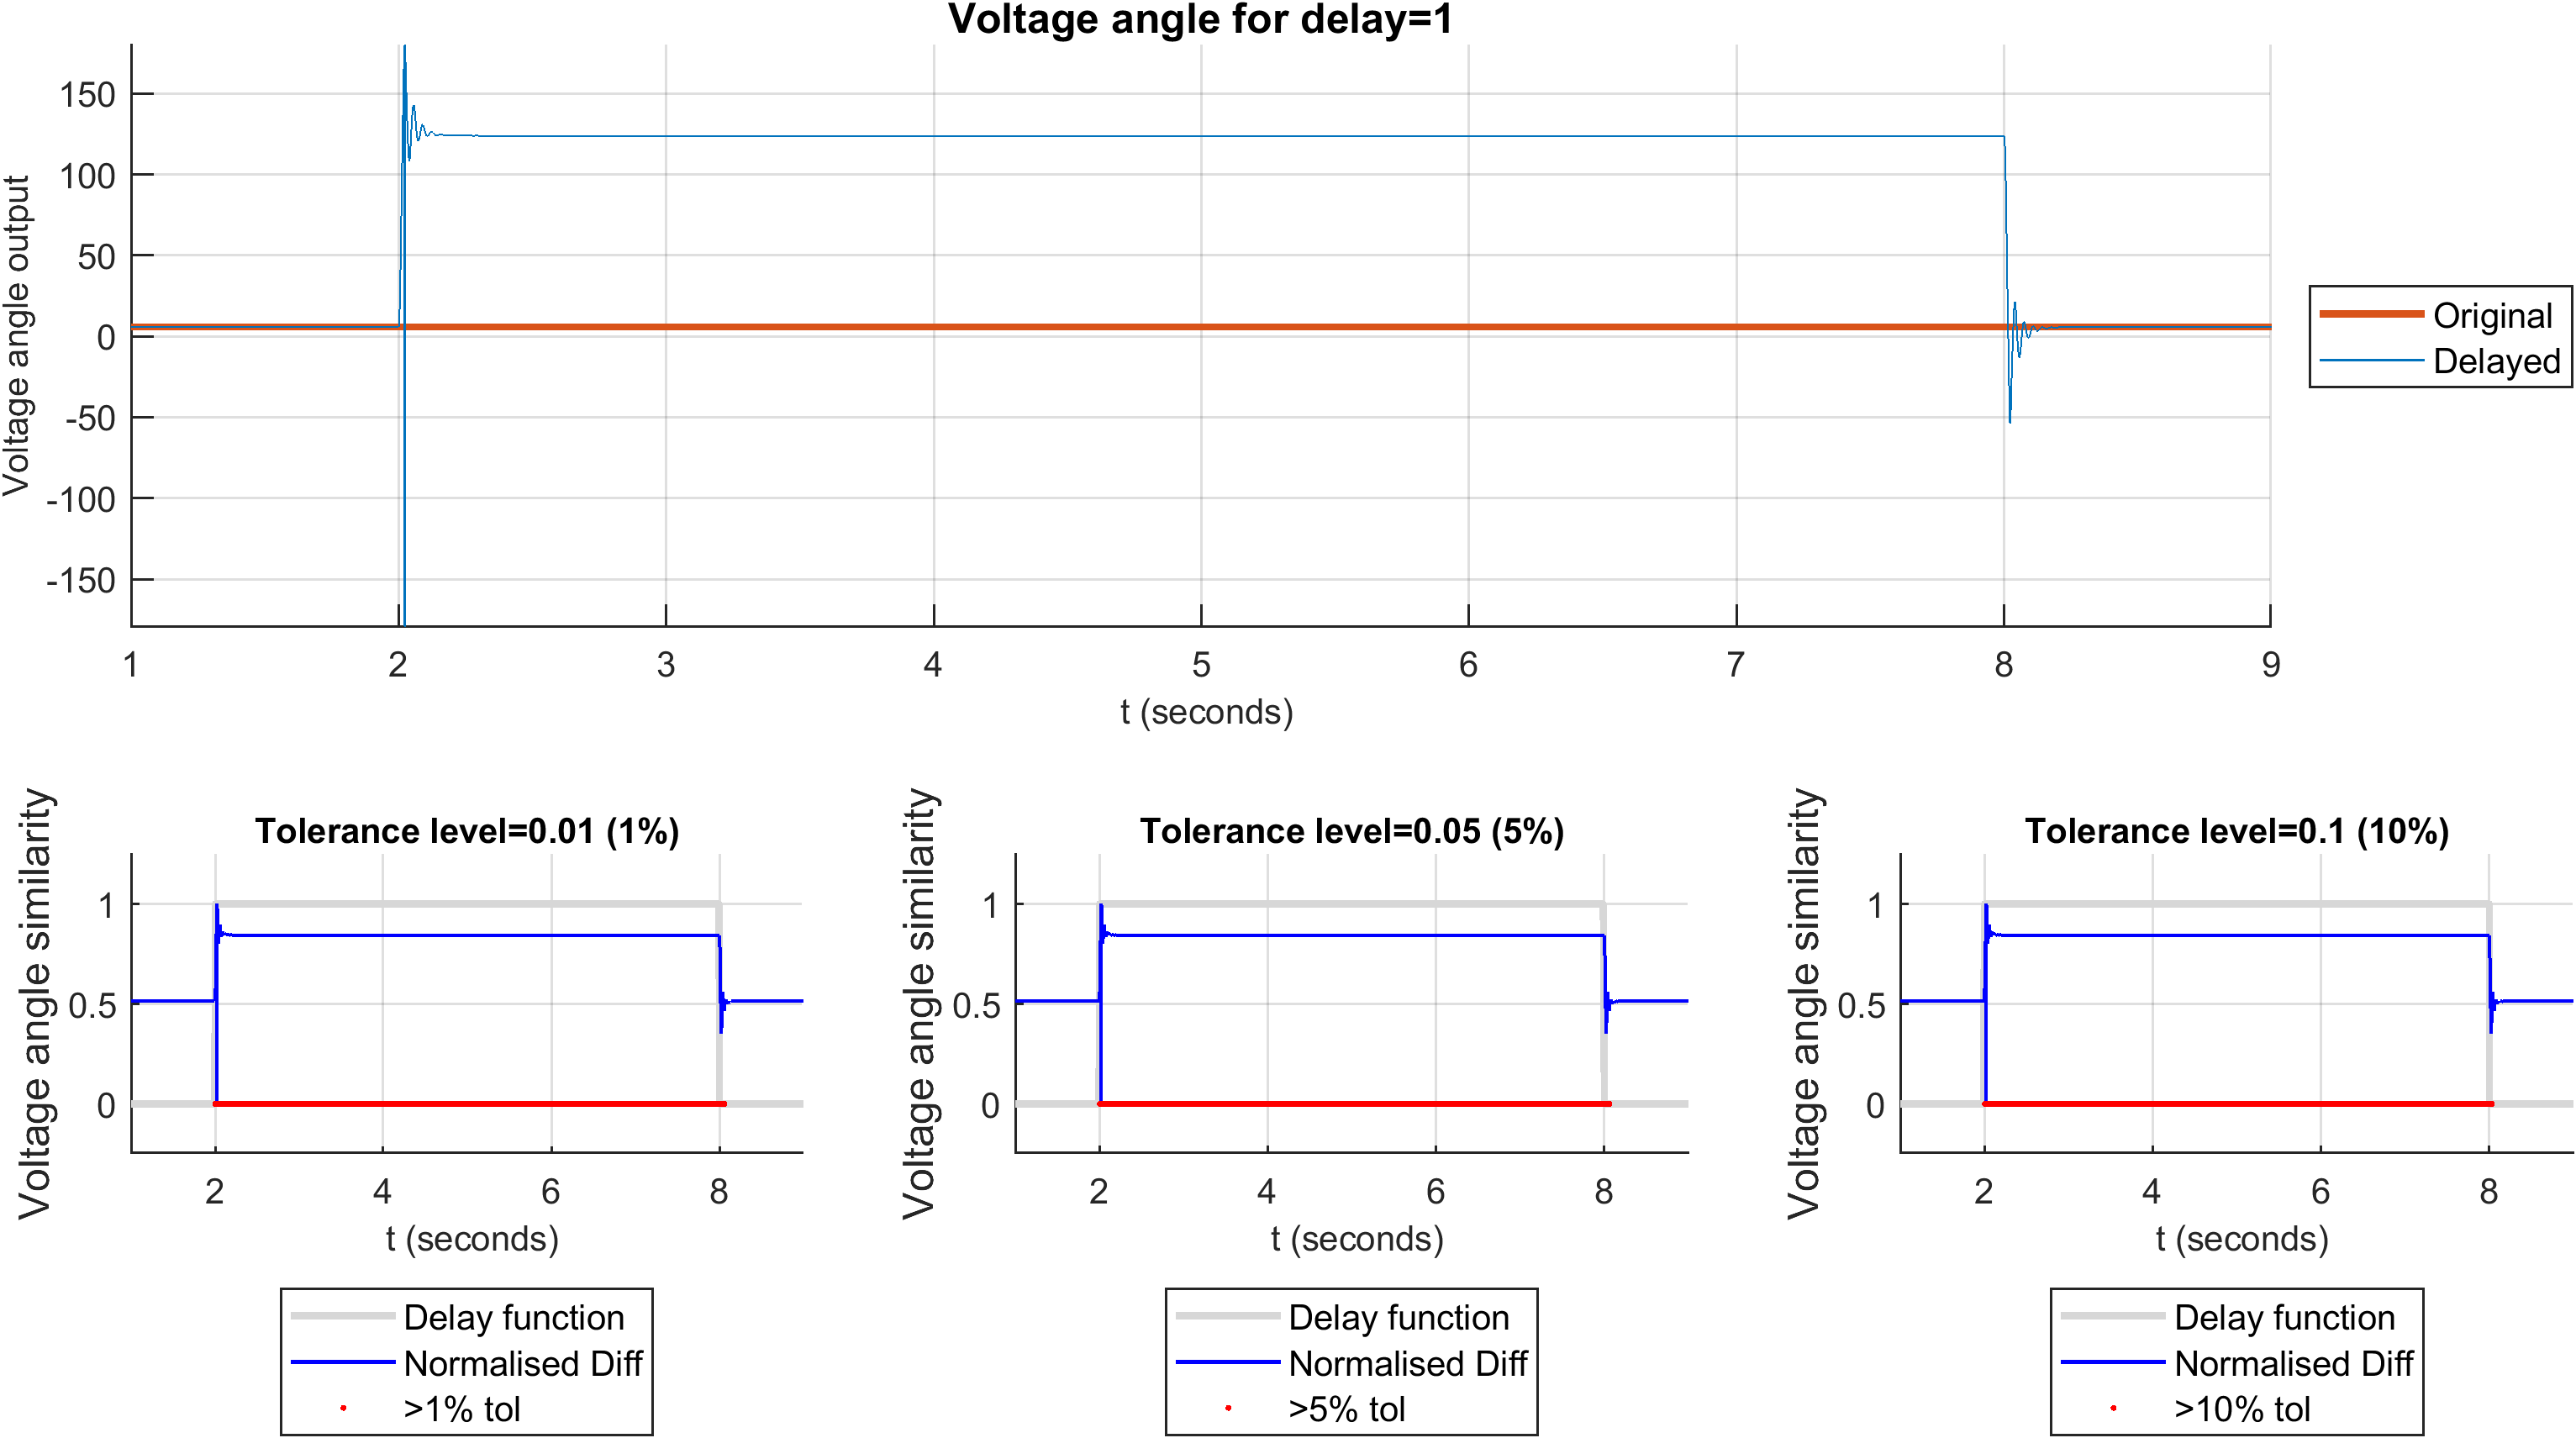 Voltage angle for delay=1
Voltage angle output
150
100
50
0
-50
-100
-150
1 2 3 4 5 6 7 8 9
t (seconds)
Original
Delayed
Tolerance level=0.01 (1%)
Voltage angle similarity
1
0.5
0
2 4 6 8
t (seconds)
Delay function
Normalised Diff
>1% tol
Tolerance level=0.05 (5%)
Voltage angle similarity
1
0.5
0
2 4 6 8
t (seconds)
Delay function
Normalised Diff
>5% tol
Tolerance level=0.1 (10%)
Voltage angle similarity
1
0.5
0
2 4 6 8
t (seconds)
Delay function
Normalised Diff
>10% tol